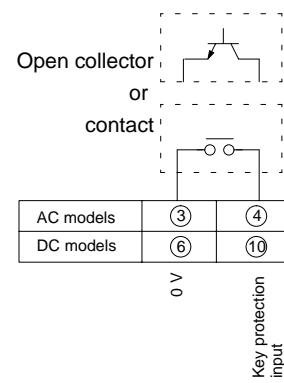 Open collector
or
contact
AC models 3 4
DC models 6 10
0 V
Key protection
input